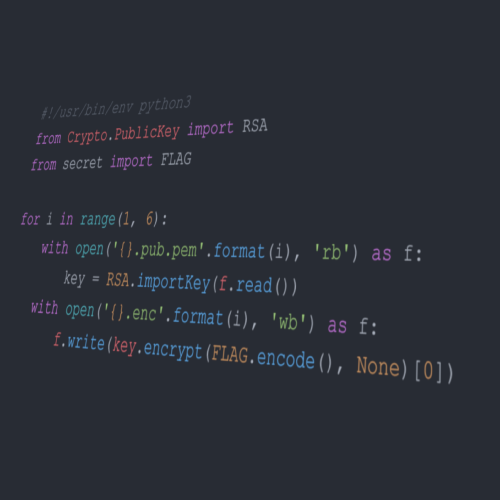 #!/usr/bin/env python3
from Crypto.PublicKey import RSA
from secret import FLAG
for i in range(1, 6):
with open('{}.pub.pem'.format(i), 'rb') as f:
key = RSA.importKey(f.read())
with open('{}.enc'.format(i), 'wb') as f:
f.write(key.encrypt(FLAG.encode(), None)[0])